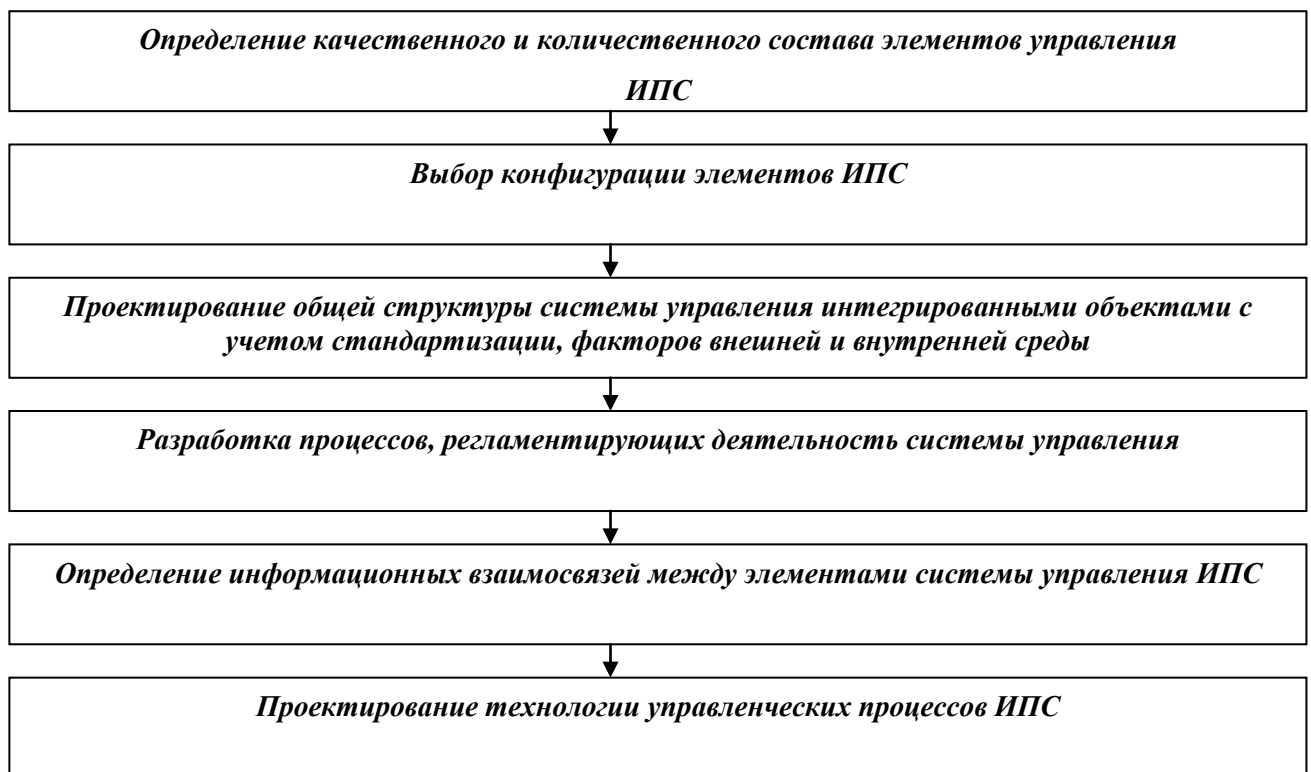 Определение качественного и количественного состава элементов управления
ИПС
Выбор конфигурации элементов ИПС
Проектирование общей структуры системы управления интегрированными объектами с
учетом стандартизации, факторов внешней и внутренней среды
Разработка процессов, регламентирующих деятельность системы управления
Определение информационных взаимосвязей между элементами системы управления ИПС
Проектирование технологии управленческих процессов ИПС